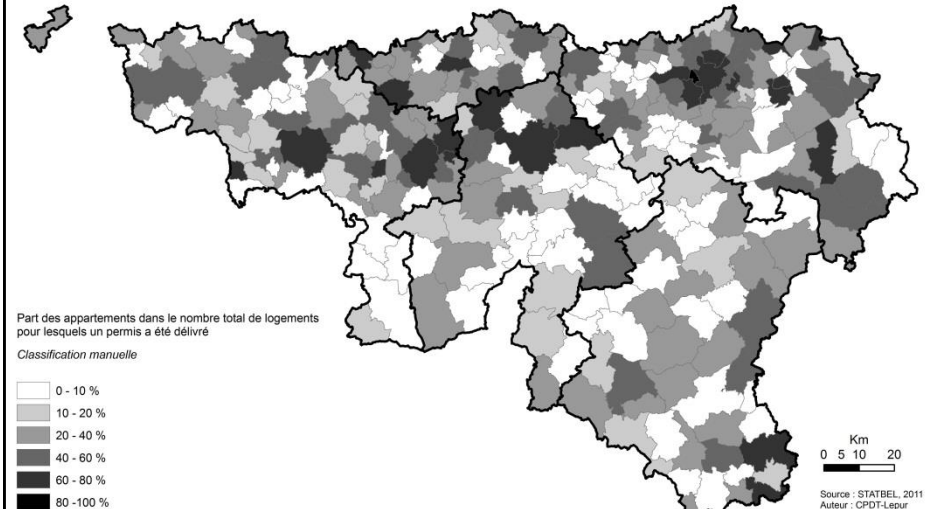 Part des appartements dans le nombre total de logements
pour lesquels un permis a été délivré
Classification manuelle
0 - 10 %
10 - 20 %
20 - 40 %
40 - 60 %
60 - 80 %
80 -100 %
Km
0 5 10 20
Source : STATBEL, 2011
Auteur : CPDT-Lepur